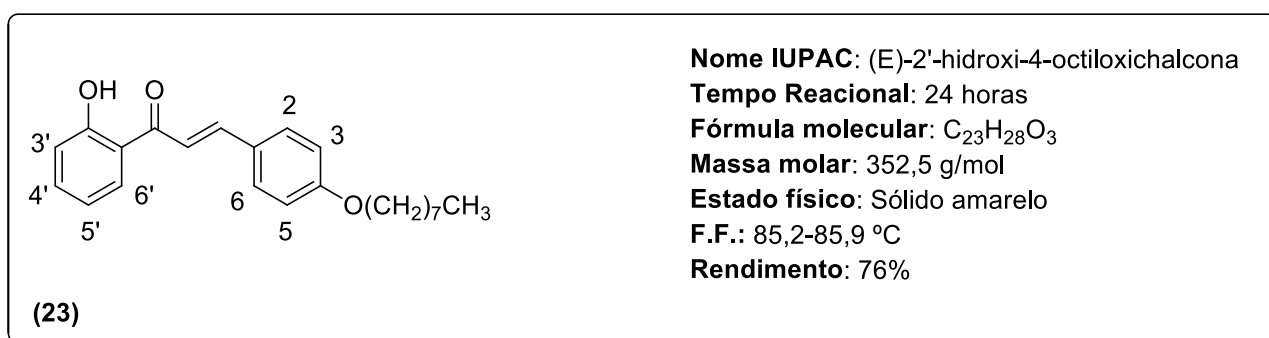 OH
O
3'
4'
5'
6'
2
3
6
5
O(CH₂)₇CH₃
(23)
Nome IUPAC: (E)-2'-hidroxi-4-octiloxichalcona
Tempo Reacional: 24 horas
Fórmula molecular: C₂₃H₂₈O₃
Massa molar: 352,5 g/mol
Estado físico: Sólido amarelo
F.F.: 85,2-85,9 ºC
Rendimento: 76%